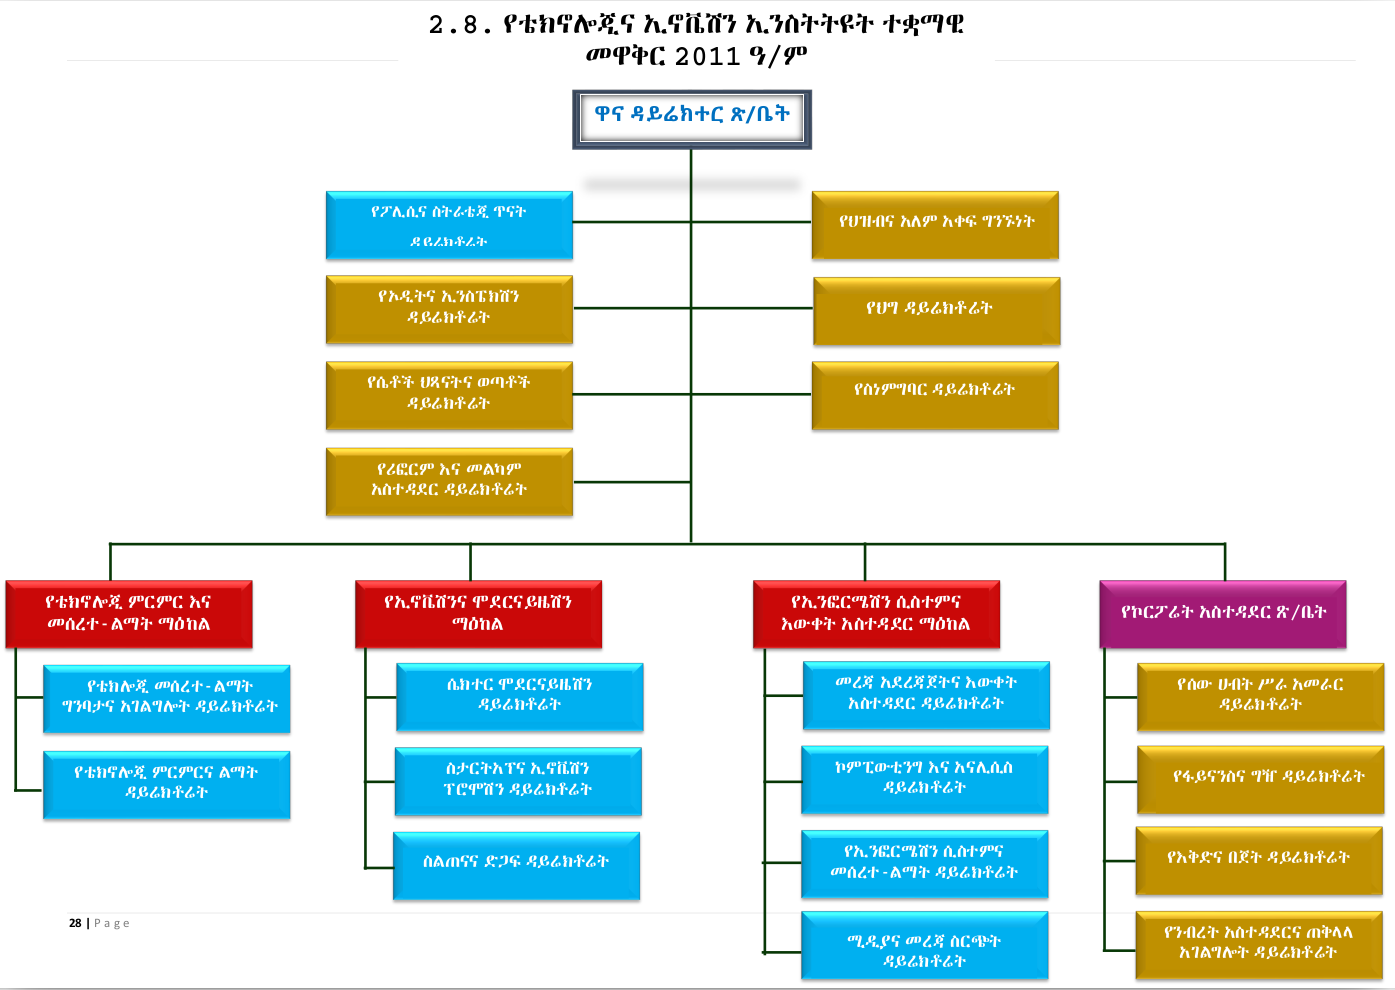 2.8. የቴክኖሎጂና ኢኖቬሽን ኢንስትትዩት ተቋማዊ
መዋቅር 2011 ዓ/ም
ዋና ዳይሬክተር ጽ/ቤት
የፖሊሲና ስትራቴጂ ጥናት
ዳይሬክቶሬት
የህዝብና አለም አቀፍ ግንኙነት
የኦዲትና ኢንስፔክሽን
ዳይሬክቶሬት
የህግ ዳይሬክቶሬት
የሴቶች ህጻናትና ወጣቶች
ዳይሬክቶሬት
የስነምግባር ዳይሬክቶሬት
የሪፎርም እና መልካም
አስተዳደር ዳይሬክቶሬት
የቴክኖሎጂ ምርምር እና
መሰረተ-ልማት ማዕከል
የቴክሎጂ መሰረተ-ልማት
ግንባታና አገልግሎት ዳይሬክቶሬት
የቴክኖሎጂ ምርምርና ልማት
ዳይሬክቶሬት
የኢኖቬሽንና ሞደርናይዜሽን
ማዕከል
ሴክተር ሞደርናይዜሽን
ዳይሬክቶሬት
ስታርትአፕና ኢኖቬሽን
ፕሮሞሽን ዳይሬክቶሬት
ስልጠናና ድጋፍ ዳይሬክቶሬት
የኢንፎርሜሽን ሲስተምና
እውቀት አስተዳደር ማዕከል
መረጃ አደረጃጀትና እውቀት
አስተዳደር ዳይሬክቶሬት
ኮምፒውቲንግ እና አናሊሲስ
ዳይሬክቶሬት
የኢንፎርሜሽን ሲስተምና
መሰረተ-ልማት ዳይሬክቶሬት
ሚዲያና መረጃ ስርጭት
ዳይሬክቶሬት
የኮርፖሬት አስተዳደር ጽ/ቤት
የሰው ሀብት ሥራ አመራር
ዳይሬክቶሬት
የፋይናንስና ግዥ ዳይሬክቶሬት
የእቅድና በጀት ዳይሬክቶሬት
የንብረት አስተዳደርና ጠቅላላ
አገልግሎት ዳይሬክቶሬት
28 | Page